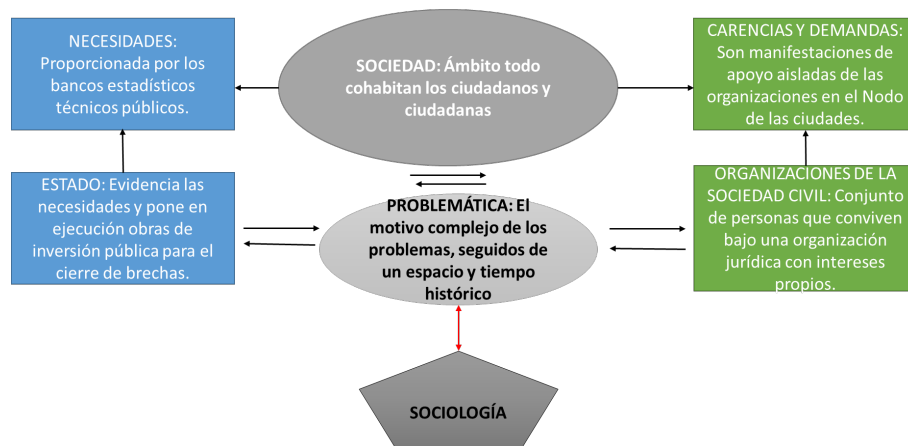 NECESIDADES:
Proporcionada por los
bancos estadísticos
técnicos públicos.
SOCIEDAD: Ámbito todo
cohabitan los ciudadanos y
ciudadanas
CARENCIAS Y DEMANDAS:
Son manifestaciones de
apoyo aisladas de las
organizaciones en el Nodo
de las ciudades.
ESTADO: Evidencia las
necesidades y pone en
ejecución obras de
inversión pública para el
cierre de brechas.
PROBLEMÁTICA: El
motivo complejo de los
problemas, seguidos de
un espacio y tiempo
histórico
ORGANIZACIONES DE LA
SOCIEDAD CIVIL: Conjunto
de personas que conviven
bajo una organización
jurídica con intereses
propios.
SOCIOLOGÍA